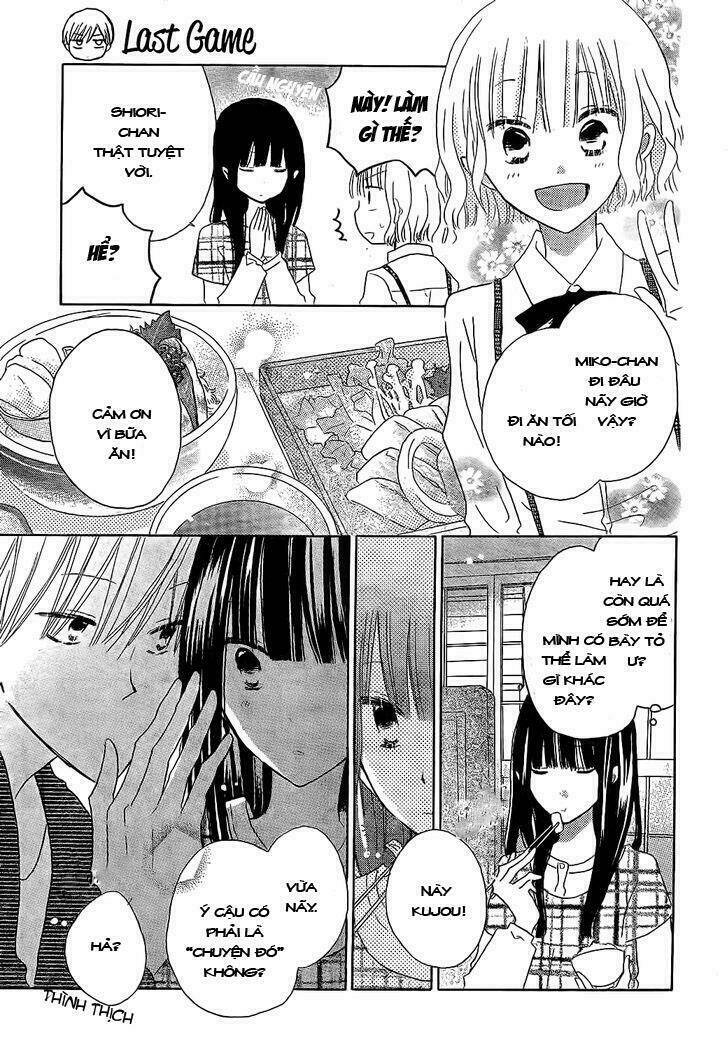 Last Game
NÀY! LÀM
GÌ THẾ?
CẦU NGUYỆN
SHIORI-
CHAN
THẬT TUYỆT
VỜI.
HỂ?
MIKO-CHAN
ĐI ĐÂU
NÃY GIỜ
VẬY?
ĐI ĂN TỐI
NÀO!
CẢM ƠN
VÌ BỮA
ĂN!
HAY LÀ
CÒN QUÁ
SỚM ĐỂ
BÀY TỎ
Ư?
MÌNH CÓ
THỂ LÀM
GÌ KHÁC
ĐÂY?
NÀY
KUJOU!
VỪA
NÃY.
Ý CẬU CÓ
PHẢI LÀ
"CHUYỆN ĐÓ"
KHÔNG?
HẢ?
THÌNH THỊCH